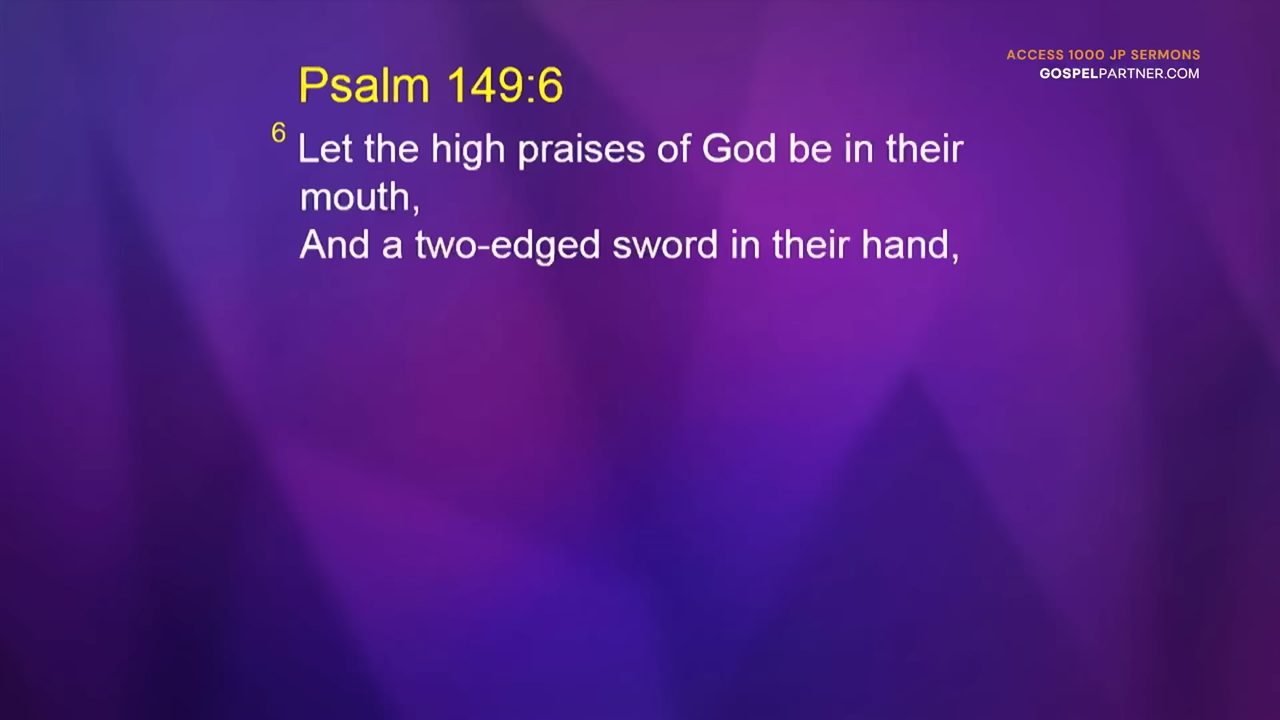 ACCESS 1000 JP SERMONS
GOSPELPARTNER.COM
Psalm 149:6
6 Let the high praises of God be in their
mouth,
And a two-edged sword in their hand,